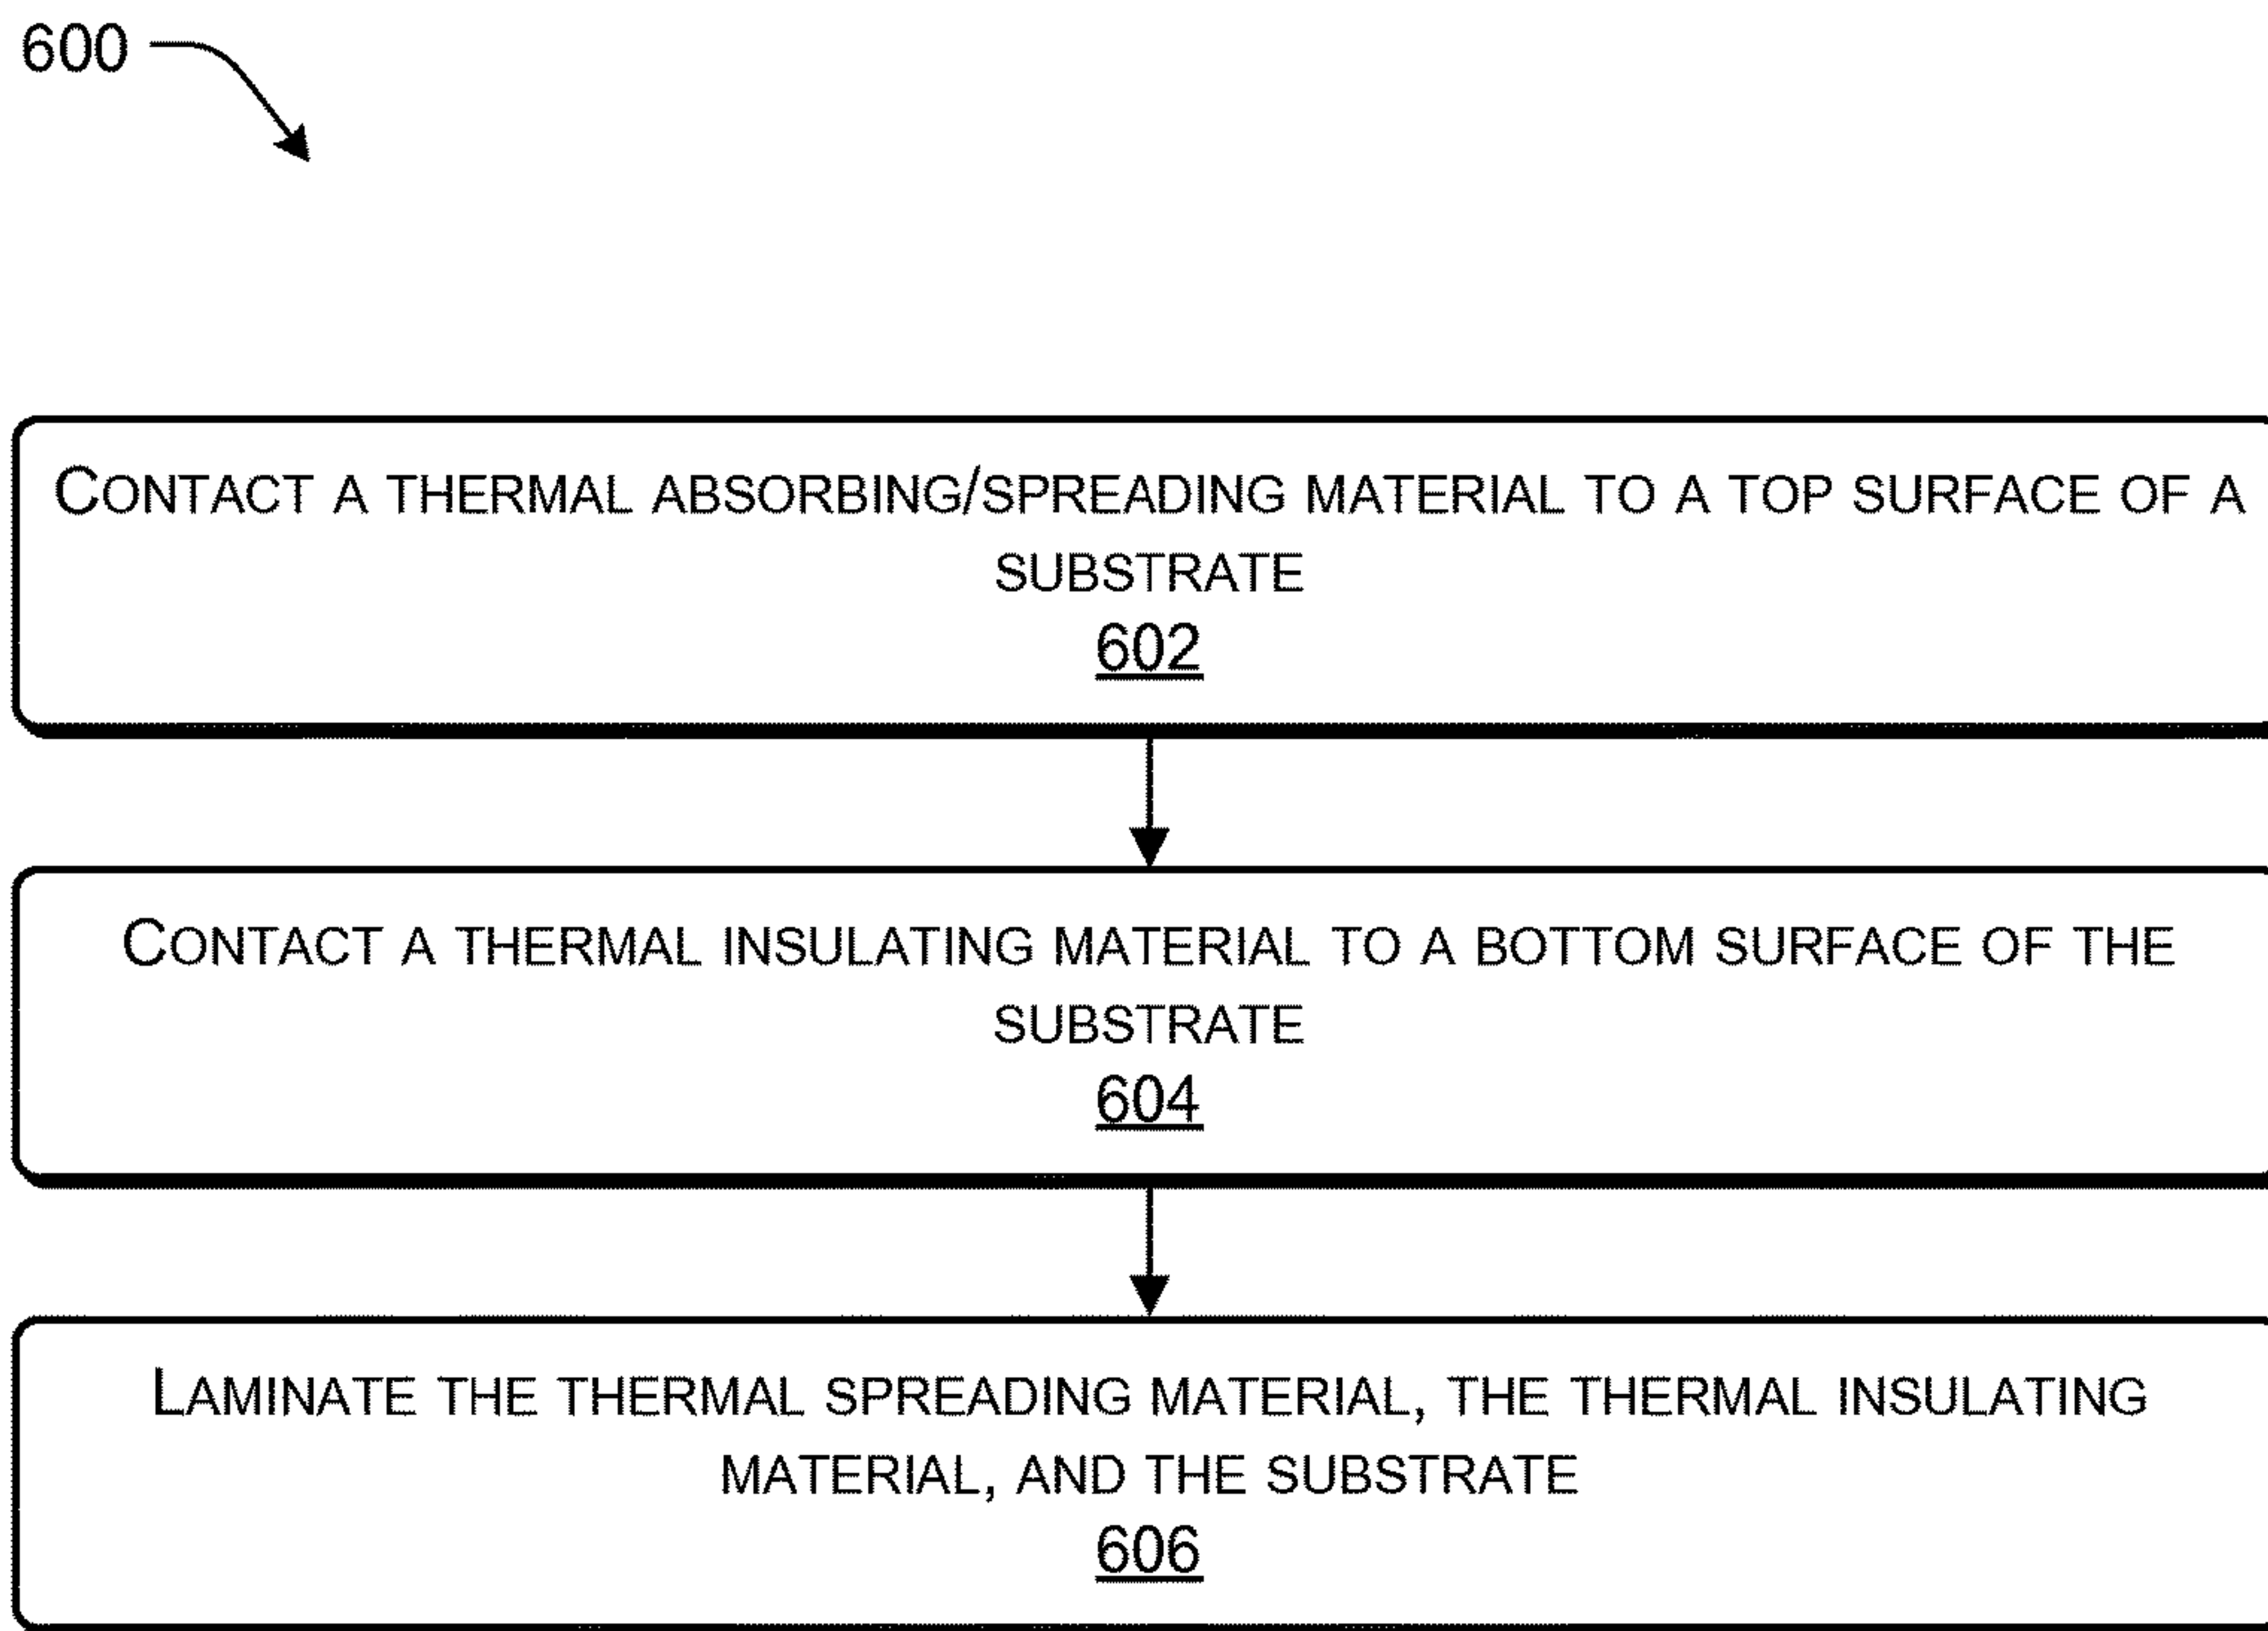 600
CONTACT A THERMAL ABSORBING/SPREADING MATERIAL TO A TOP SURFACE OF A
SUBSTRATE
602
CONTACT A THERMAL INSULATING MATERIAL TO A BOTTOM SURFACE OF THE
SUBSTRATE
604
LAMINATE THE THERMAL SPREADING MATERIAL, THE THERMAL INSULATING
MATERIAL, AND THE SUBSTRATE
606